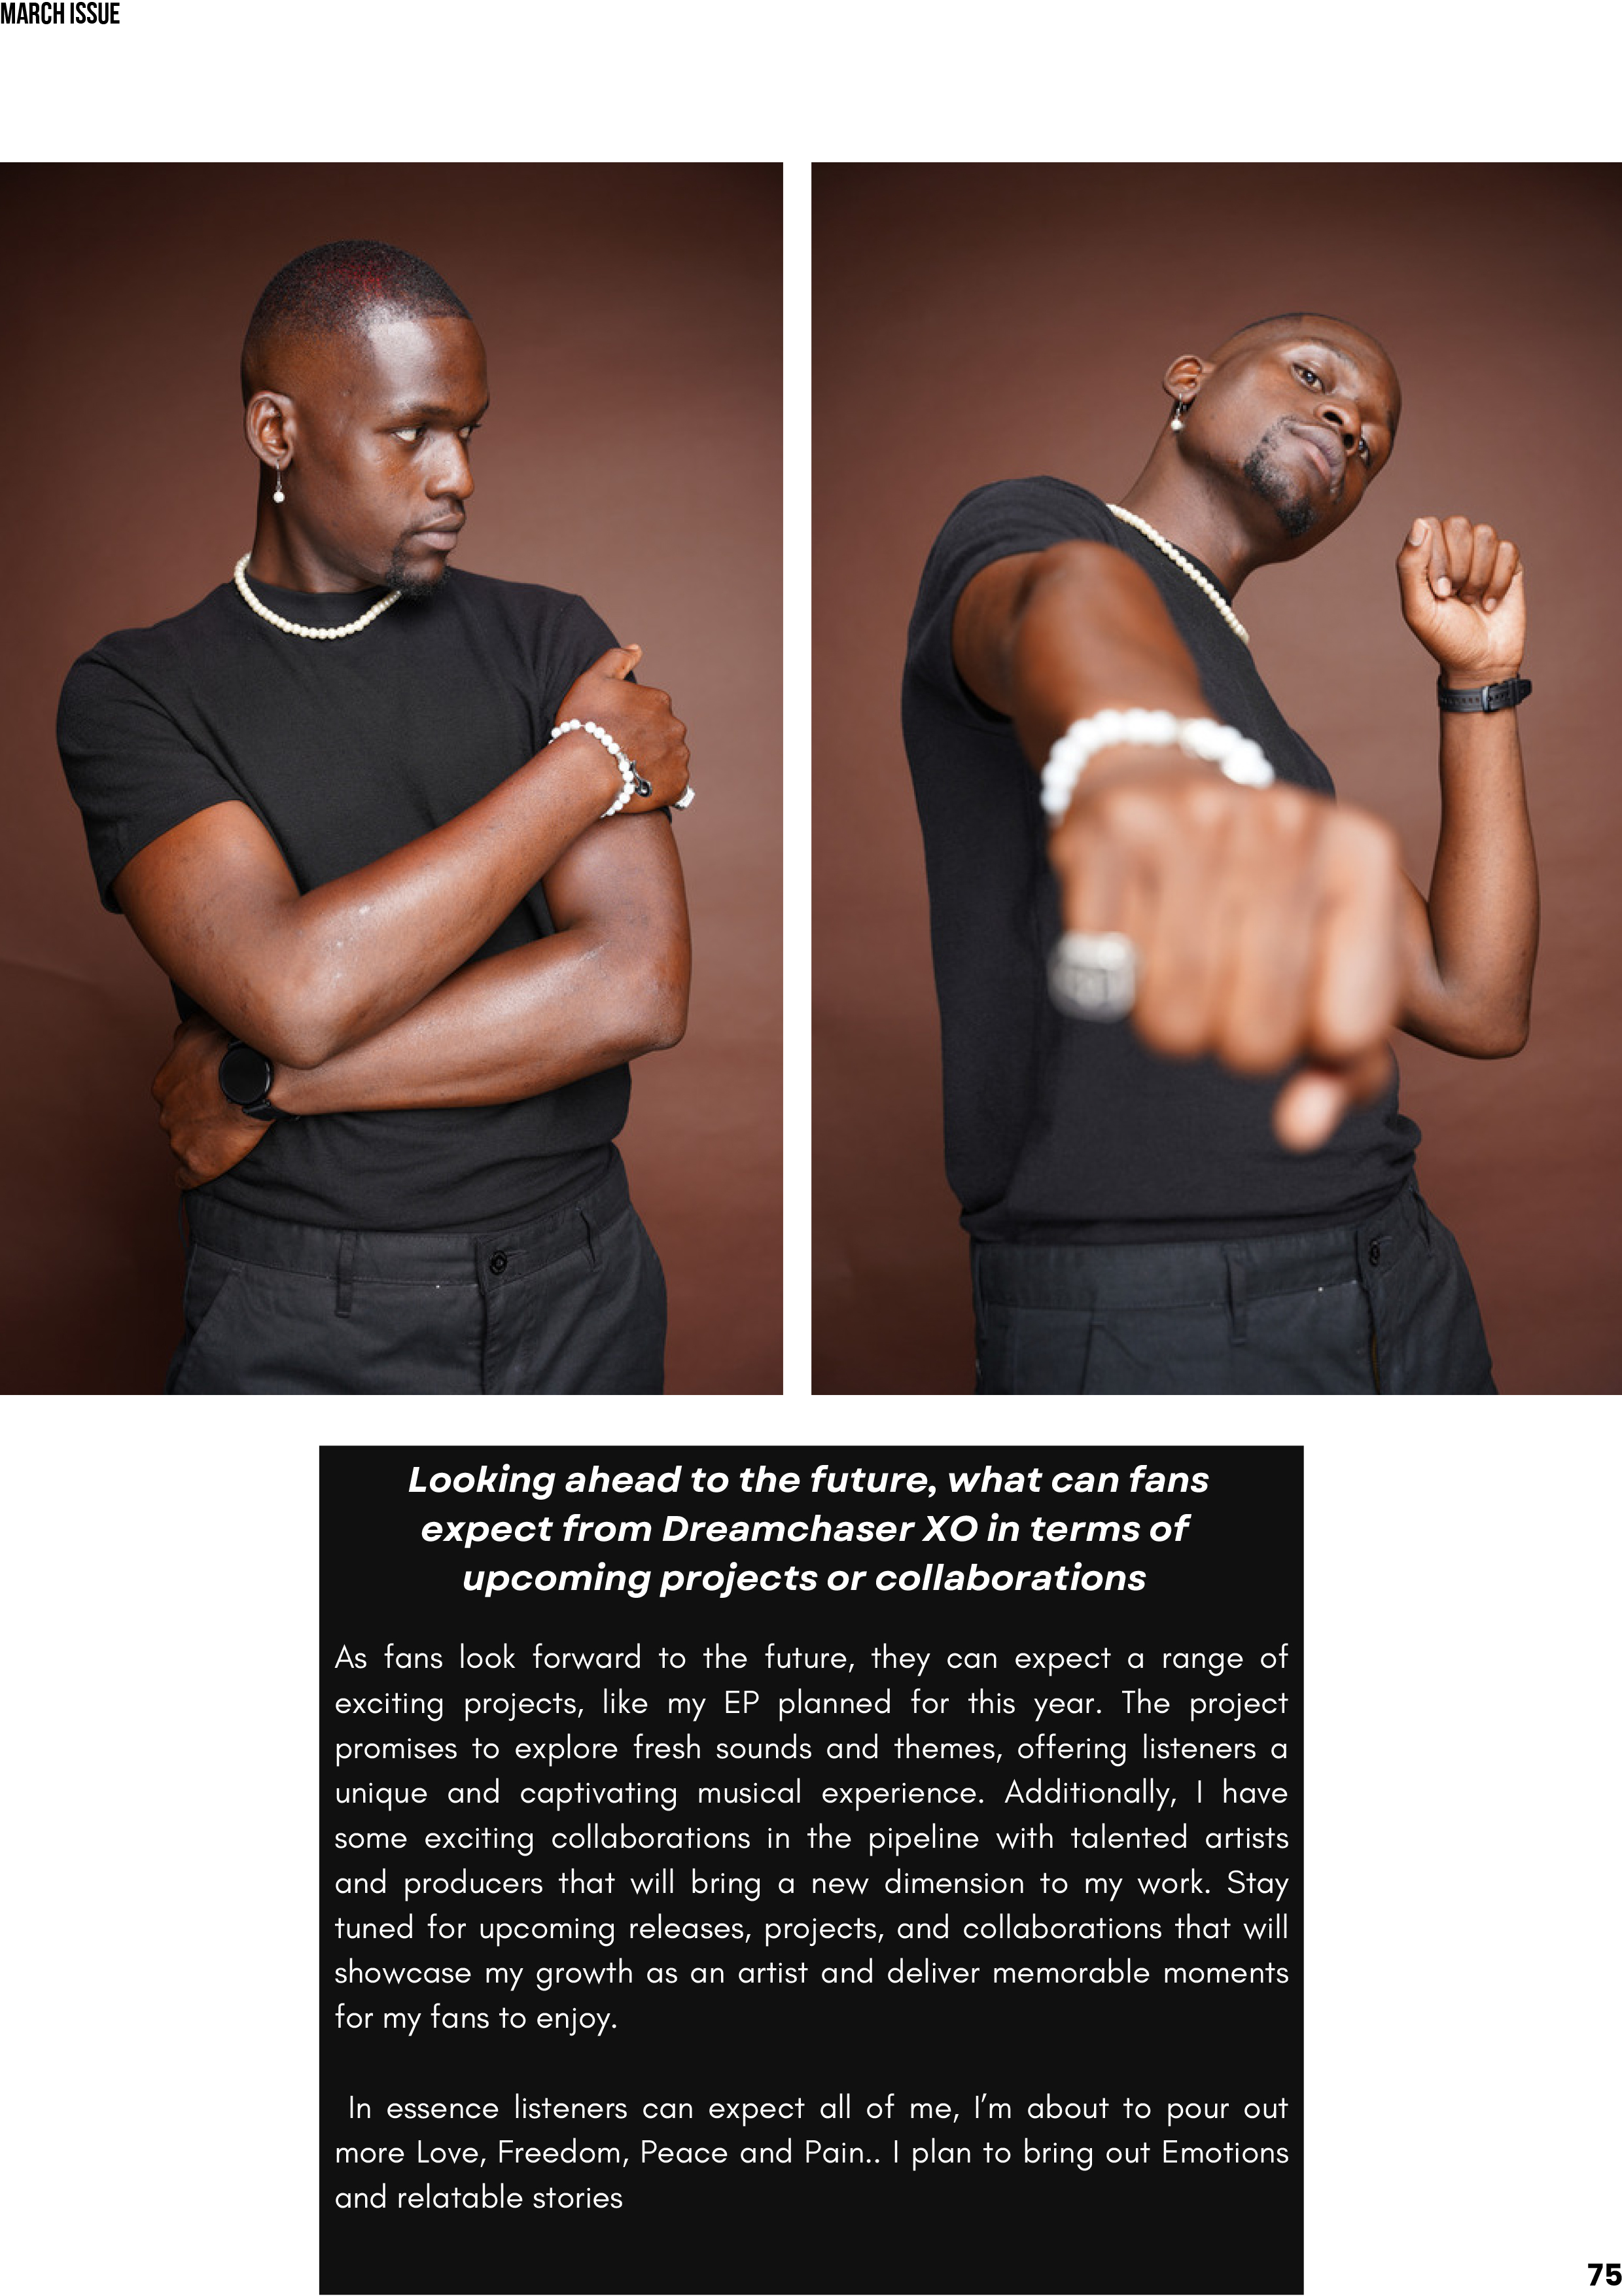 MARCH ISSUE
Looking ahead to the future, what can fans
expect from Dreamchaser XO in terms of
upcoming projects or collaborations
As fans look forward to the future, they can expect a range of
exciting projects, like my EP planned for this year. The project
promises to explore fresh sounds and themes, offering listeners a
unique and captivating musical experience. Additionally, I have
some exciting collaborations in the pipeline with talented artists
and producers that will bring a new dimension to my work. Stay
tuned for upcoming releases, projects, and collaborations that will
showcase my growth as an artist and deliver memorable moments
for my fans to enjoy.
In essence listeners can expect all of me, I'm about to pour out
more Love, Freedom, Peace and Pain.. I plan to bring out Emotions
and relatable stories
75